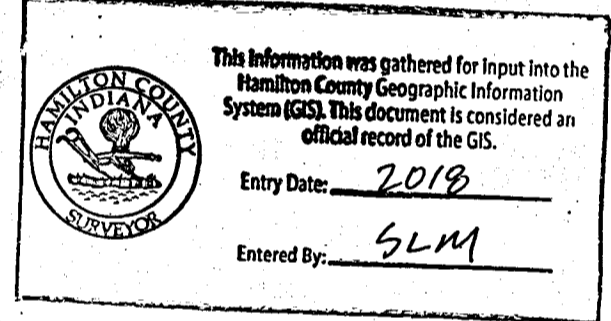 HAMILTON COUNTY
INDIANA
SURVEYOR
This information was gathered for input into the
Hamilton County Geographic Information
System (GIS). This document is considered an
official record of the GIS.
Entry Date: 2018
Entered By: SLM